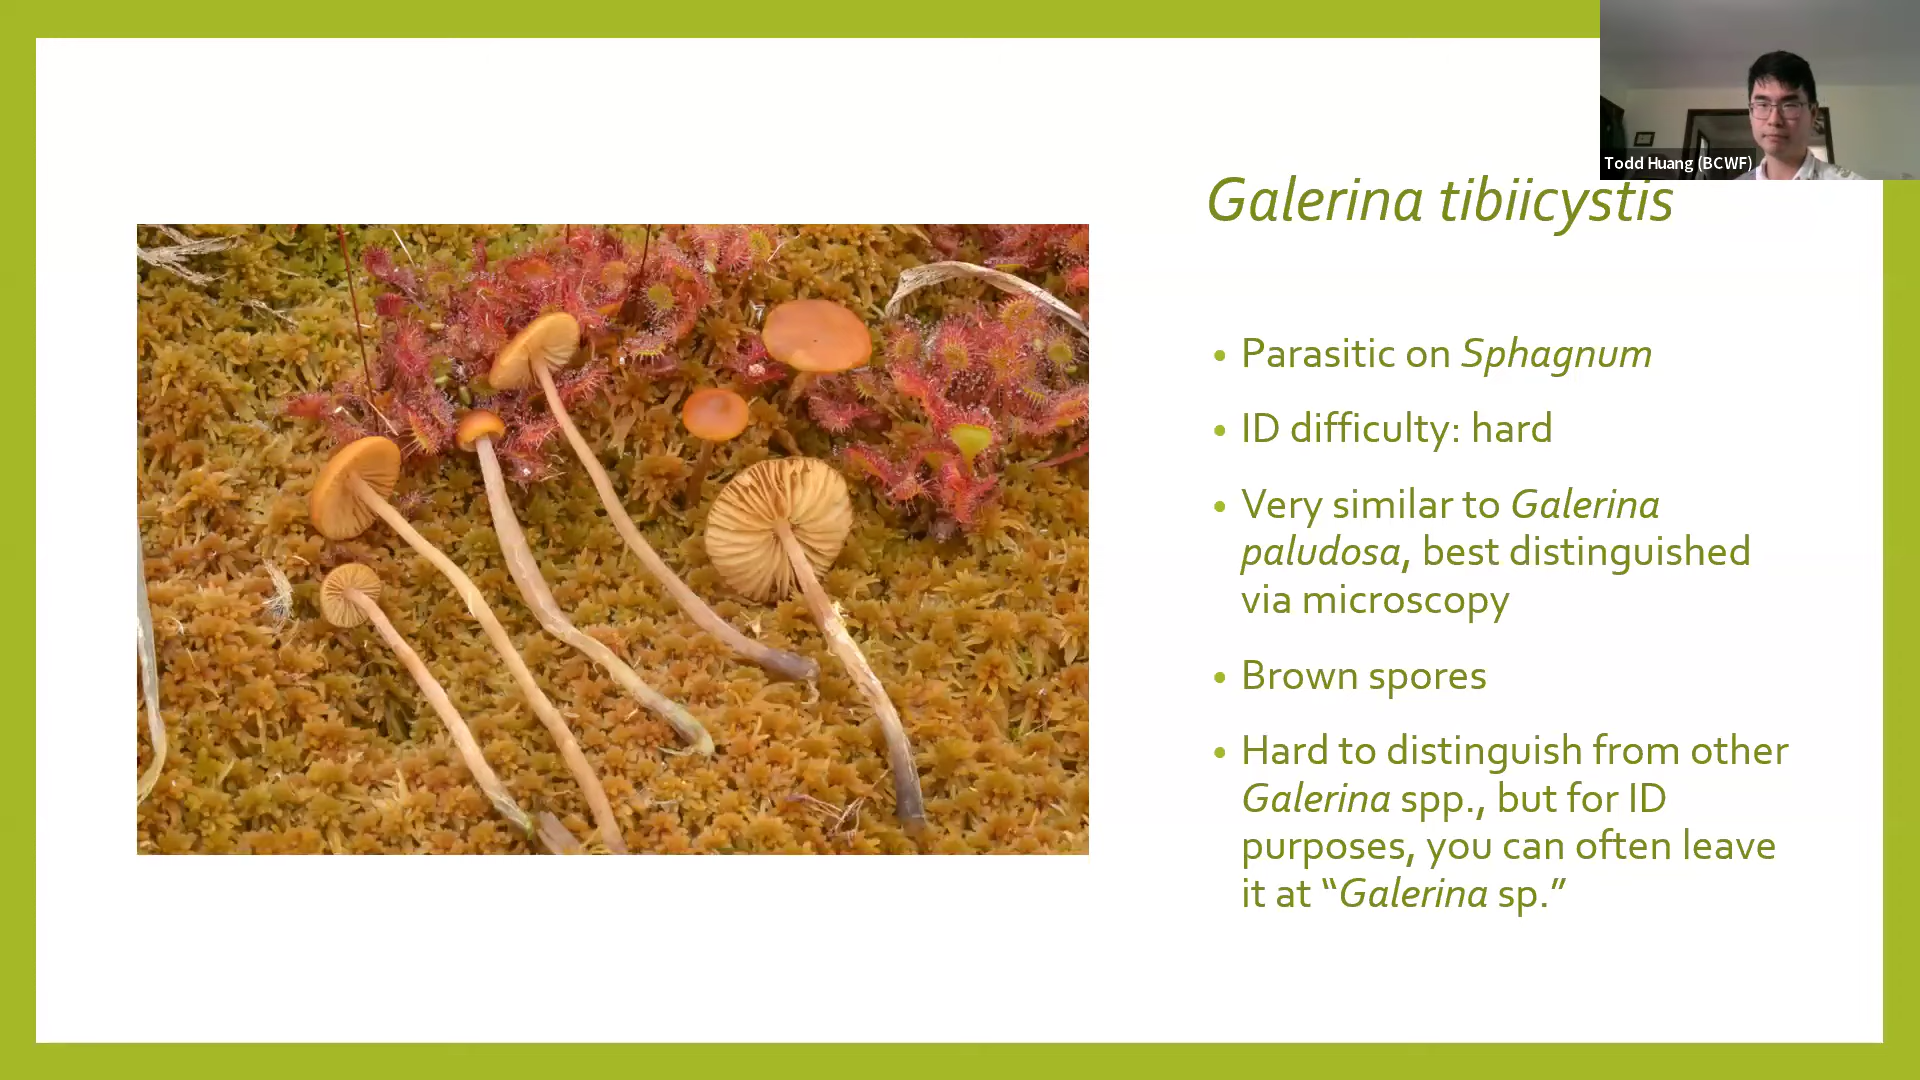 Todd Huang (BCWF)
Galerina tibiicystis
• Parasitic on Sphagnum
• ID difficulty: hard
• Very similar to Galerina
paludosa, best distinguished
via microscopy
• Brown spores
• Hard to distinguish from other
Galerina spp., but for ID
purposes, you can often leave
it at “Galerina sp.”